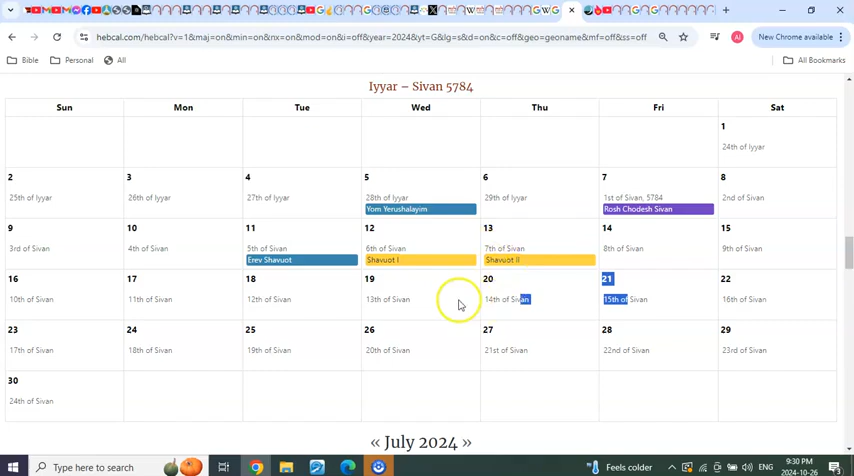 hebcal.com/hebcal?v=1&maj=on&min=on&nx=on&mod=on&i=off&year=2024&yt=G&lg=s&d=on&c=off&geo=geoname&mf=off&ss=off
AI
New Chrome available
Bible
Personal
All
All Bookmarks
Iyyar – Sivan 5784
Sun Mon Tue Wed Thu Fri Sat
1
24th of Iyyar
2 3 4 5 6 7 8
25th of Iyyar 26th of Iyyar 27th of Iyyar 28th of Iyyar 29th of Iyyar 1st of Sivan, 5784 2nd of Sivan
Yom Yerushalayim Rosh Chodesh Sivan
9 10 11 12 13 14 15
3rd of Sivan 4th of Sivan 5th of Sivan 6th of Sivan 7th of Sivan 8th of Sivan 9th of Sivan
Erev Shavuot Shavuot I Shavuot II
16 17 18 19 20 21 22
10th of Sivan 11th of Sivan 12th of Sivan 13th of Sivan 14th of Sivan 15th of Sivan 16th of Sivan
23 24 25 26 27 28 29
17th of Sivan 18th of Sivan 19th of Sivan 20th of Sivan 21st of Sivan 22nd of Sivan 23rd of Sivan
30
24th of Sivan
« July 2024 »
Type here to search
Feels colder
ENG
9:30 PM
2024-10-26